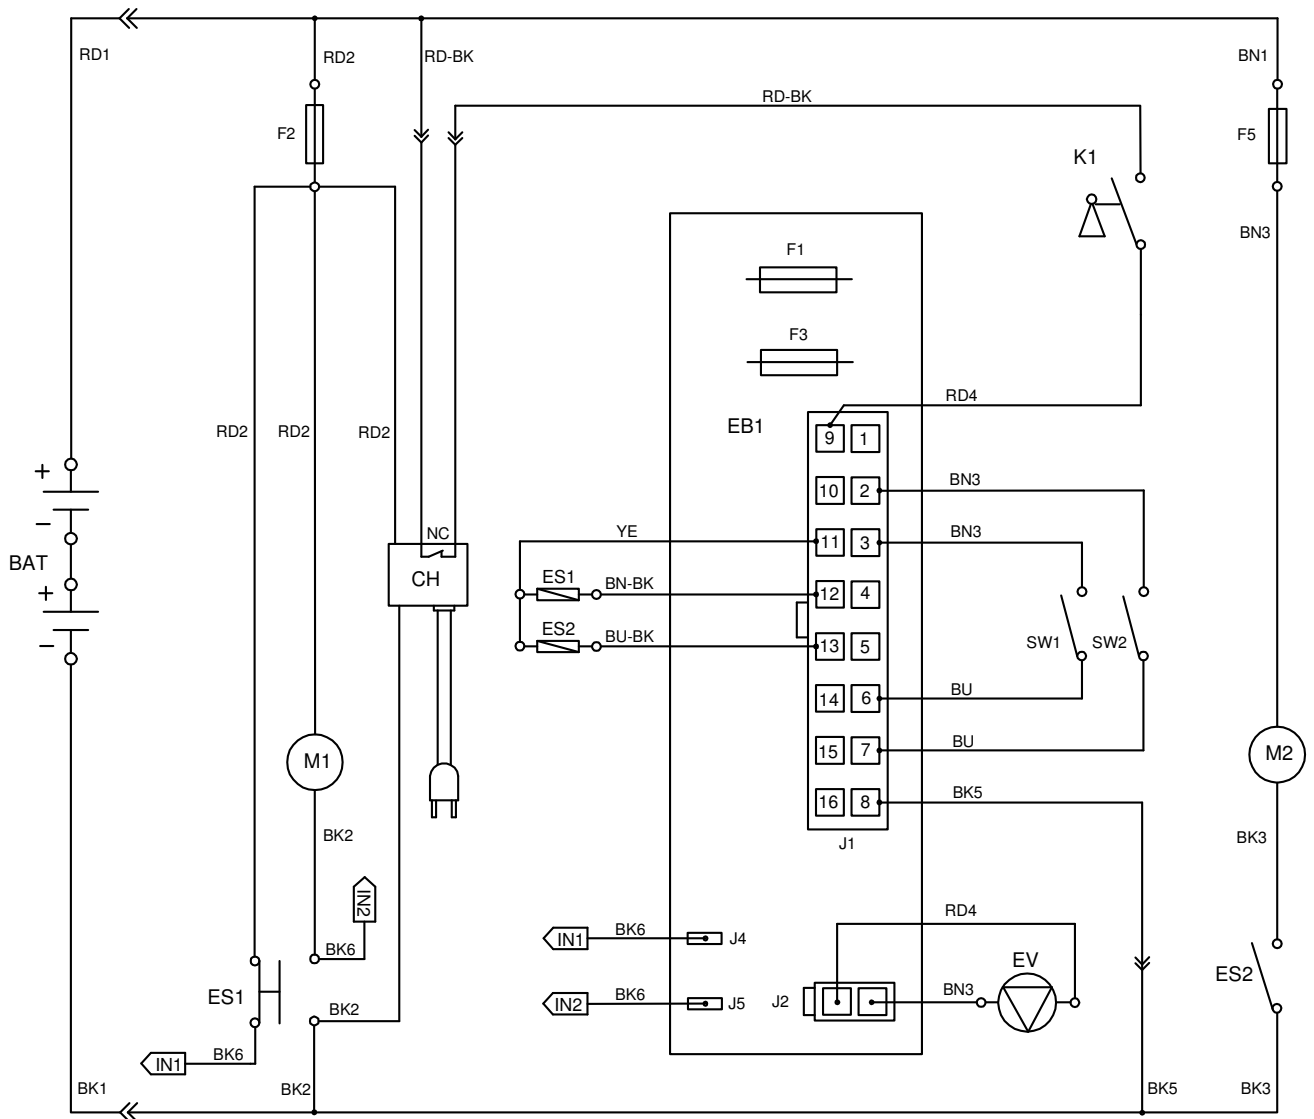 RD1
RD2
RD-BK
BN1
RD-BK
F2
F5
K1
BN3
F1
F3
RD4
EB1
9 1
RD2
RD2
RD2
+
10 2
BN3
−
YE
NC
11 3
BN3
BAT
CH
ES1
BN-BK
12 4
+
ES2
BU-BK
13 5
SW1
SW2
−
14 6
BU
15 7
BU
M1
M2
16 8
BK5
J1
BK2
BK3
IN2
BK6
IN1
BK6
J4
RD4
EV
ES2
ES1
BK2
IN2
BK6
J5
J2
BN3
IN1
BK6
BK1
BK2
BK5
BK3